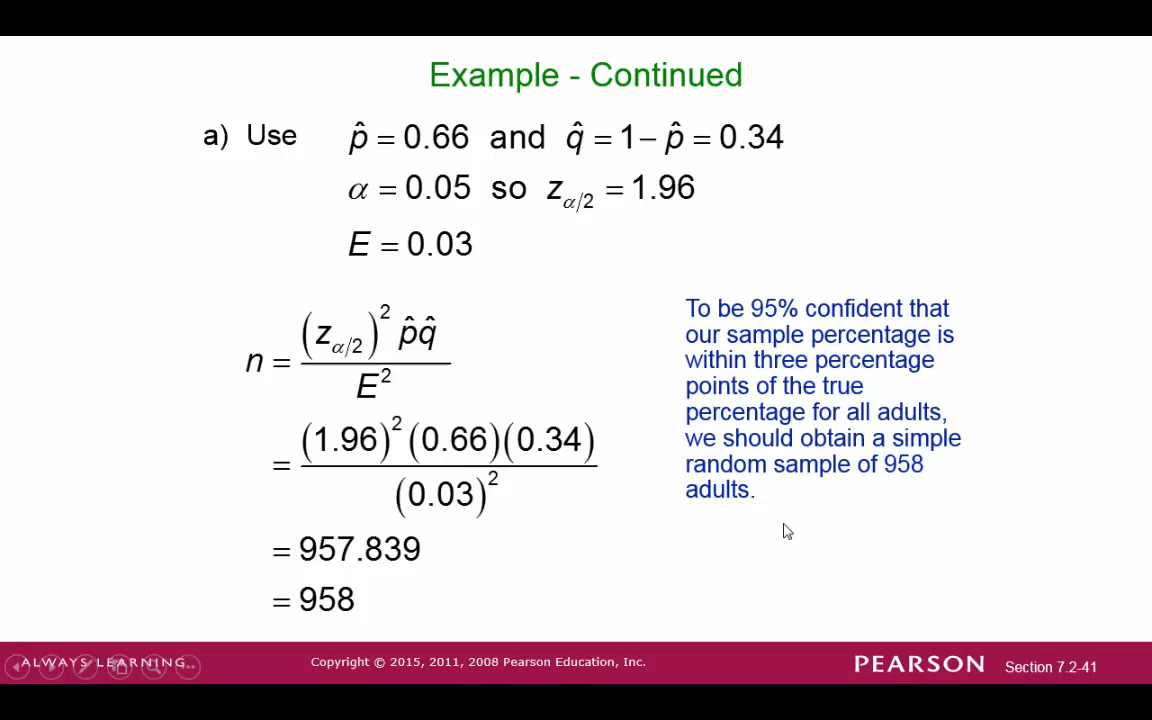 Example - Continued
a) Use p̂ = 0.66 and q̂ = 1 − p̂ = 0.34
α = 0.05 so z_{α/2} = 1.96
E = 0.03
n = (z_{α/2})² p̂q̂ / E²
= (1.96)² (0.66)(0.34) / (0.03)²
= 957.839
= 958
To be 95% confident that
our sample percentage is
within three percentage
points of the true
percentage for all adults,
we should obtain a simple
random sample of 958
adults.
ALWAYS LEARNING
Copyright © 2015, 2011, 2008 Pearson Education, Inc.
PEARSON
Section 7.2-41